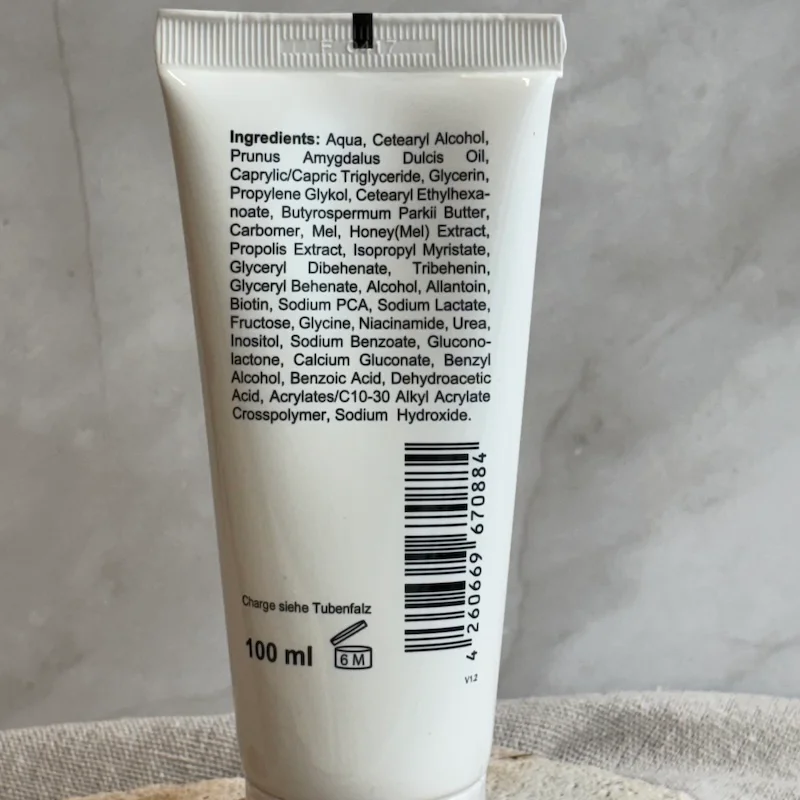 Ingredients: Aqua, Cetearyl Alcohol,
Prunus Amygdalus Dulcis Oil,
Caprylic/Capric Triglyceride, Glycerin,
Propylene Glykol, Cetearyl Ethylhexa-
noate, Butyrospermum Parkii Butter,
Carbomer, Mel, Honey(Mel) Extract,
Propolis Extract, Isopropyl Myristate,
Glyceryl Dibehenate, Tribehenin,
Glyceryl Behenate, Alcohol, Allantoin,
Biotin, Sodium PCA, Sodium Lactate,
Fructose, Glycine, Niacinamide, Urea,
Inositol, Sodium Benzoate, Glucono-
lactone, Calcium Gluconate, Benzyl
Alcohol, Benzoic Acid, Dehydroacetic
Acid, Acrylates/C10-30 Alkyl Acrylate
Crosspolymer, Sodium Hydroxide.
4 260669 670884
Charge siehe Tubenfalz
100 ml
6 M
V1.2